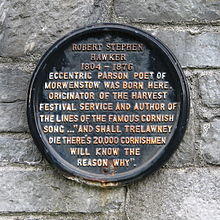 ROBERT STEPHEN
HAWKER
1804 - 1876
ECCENTRIC PARSON POET OF
MORWENSTOW WAS BORN HERE.
ORIGINATOR OF THE HARVEST
FESTIVAL SERVICE AND AUTHOR OF
THE LINES OF THE FAMOUS CORNISH
SONG ..."AND SHALL TRELAWNEY
DIE THERE'S 20,000 CORNISHMEN
WILL KNOW THE
REASON WHY".